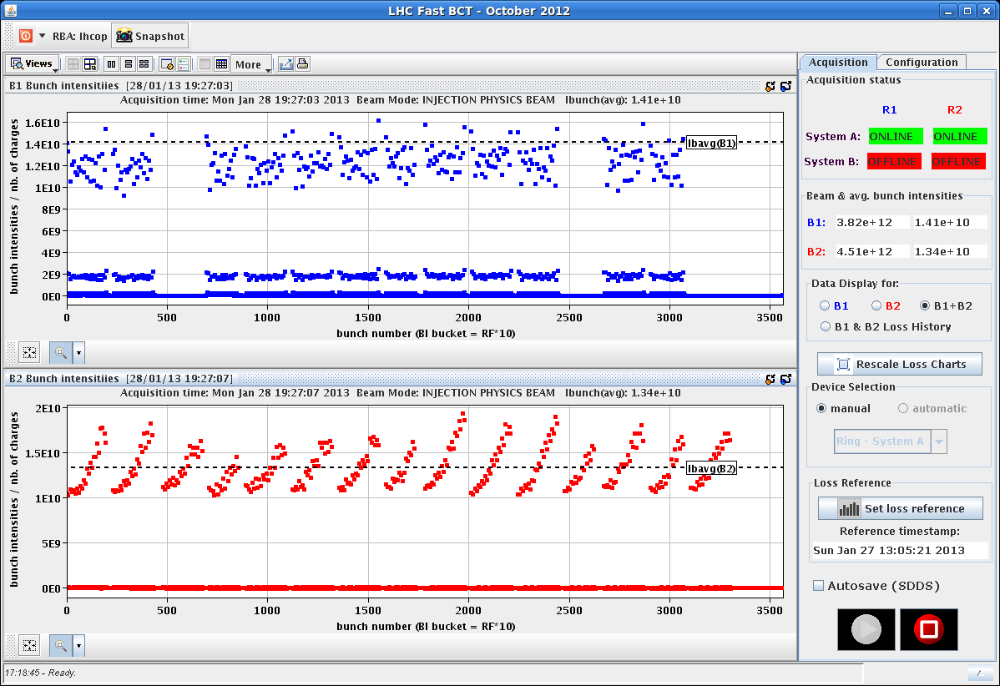 LHC Fast BCT - October 2012
RBA: lhcop
Snapshot
Views
More
B1 Bunch intensitiies [28/01/13 19:27:03]
Acquisition time: Mon Jan 28 19:27:03 2013 Beam Mode: INJECTION PHYSICS BEAM Ibunch(avg): 1.41e+10
bunch intensities / nb. of charges
1.6E10
1.4E10
1.2E10
1E10
8E9
6E9
4E9
2E9
0E0
Ibavg(B1)
0 500 1000 1500 2000 2500 3000 3500
bunch number (BI bucket = RF*10)
B2 Bunch intensitiies [28/01/13 19:27:07]
Acquisition time: Mon Jan 28 19:27:07 2013 Beam Mode: INJECTION PHYSICS BEAM Ibunch(avg): 1.34e+10
bunch intensities / nb. of charges
2E10
1.5E10
1E10
5E9
0E0
Ibavg(B2)
0 500 1000 1500 2000 2500 3000 3500
bunch number (BI bucket = RF*10)
Acquisition Configuration
Acquisition status
R1 R2
System A: ONLINE ONLINE
System B: OFFLINE OFFLINE
Beam & avg. bunch intensities
B1: 3.82e+12 1.41e+10
B2: 4.51e+12 1.34e+10
Data Display for:
B1 B2 B1+B2
B1 & B2 Loss History
Rescale Loss Charts
Device Selection
manual automatic
Ring - System A
Loss Reference
Set loss reference
Reference timestamp:
Sun Jan 27 13:05:21 2013
Autosave (SDDS)
17:18:45 - Ready.